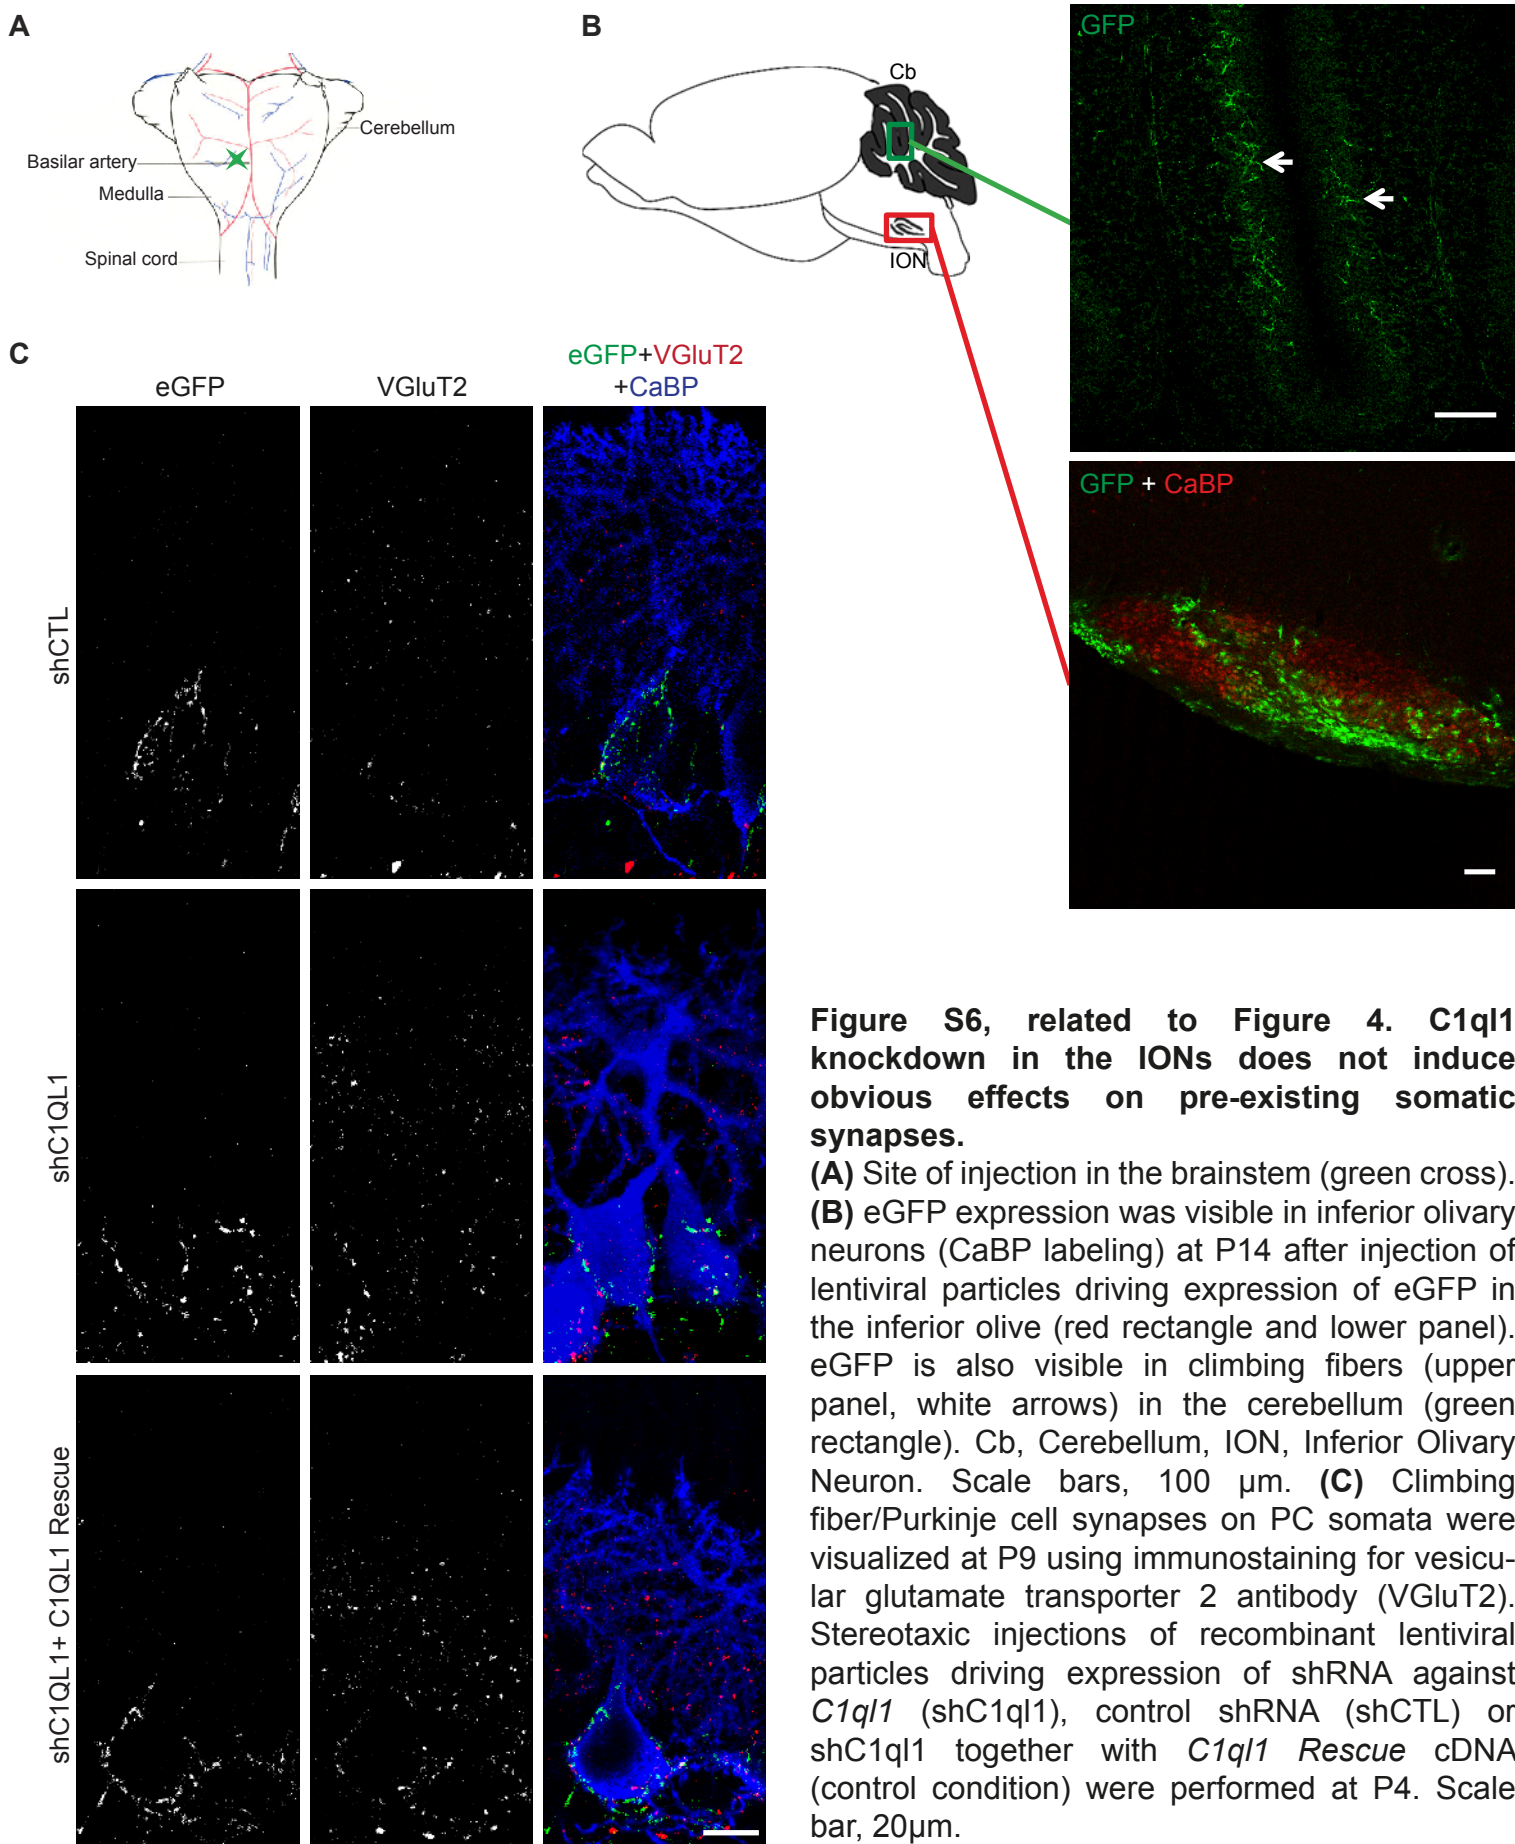 A
Cerebellum
Basilar artery
Medulla
Spinal cord
B
Cb
ION
GFP
GFP + CaBP
C
eGFP
VGluT2
eGFP+VGluT2
+CaBP
shCTL
shC1QL1
shC1QL1+ C1QL1 Rescue
Figure S6, related to Figure 4. C1ql1
knockdown in the IONs does not induce
obvious effects on pre-existing somatic
synapses.
(A) Site of injection in the brainstem (green cross).
(B) eGFP expression was visible in inferior olivary
neurons (CaBP labeling) at P14 after injection of
lentiviral particles driving expression of eGFP in
the inferior olive (red rectangle and lower panel).
eGFP is also visible in climbing fibers (upper
panel, white arrows) in the cerebellum (green
rectangle). Cb, Cerebellum, ION, Inferior Olivary
Neuron. Scale bars, 100 µm. (C) Climbing
fiber/Purkinje cell synapses on PC somata were
visualized at P9 using immunostaining for vesicu-
lar glutamate transporter 2 antibody (VGluT2).
Stereotaxic injections of recombinant lentiviral
particles driving expression of shRNA against
C1ql1 (shC1ql1), control shRNA (shCTL) or
shC1ql1 together with C1ql1 Rescue cDNA
(control condition) were performed at P4. Scale
bar, 20µm.